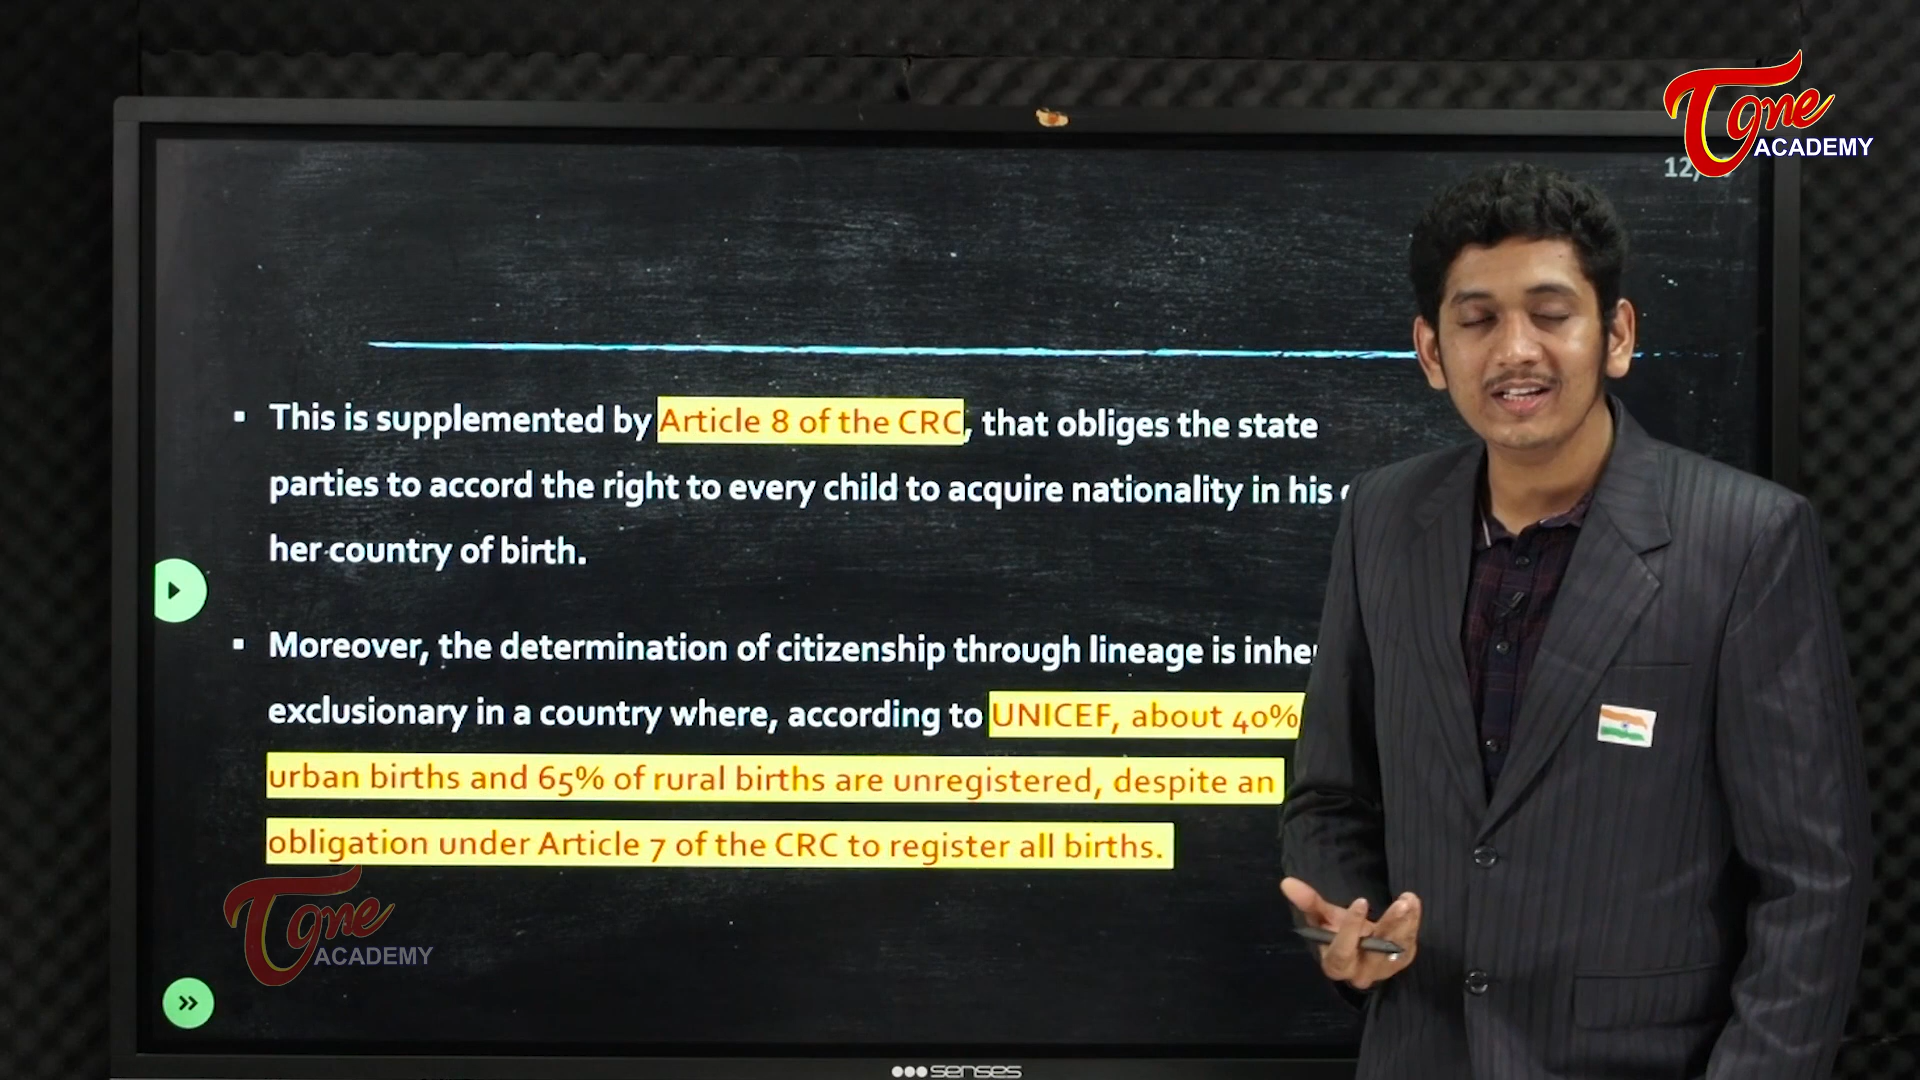 Tone
ACADEMY
12/
This is supplemented by Article 8 of the CRC, that obliges the state
parties to accord the right to every child to acquire nationality in his
her country of birth.
Moreover, the determination of citizenship through lineage is
exclusionary in a country where, according to UNICEF, about 40%
urban births and 65% of rural births are unregistered, despite an
obligation under Article 7 of the CRC to register all births.
Tone
ACADEMY
senses